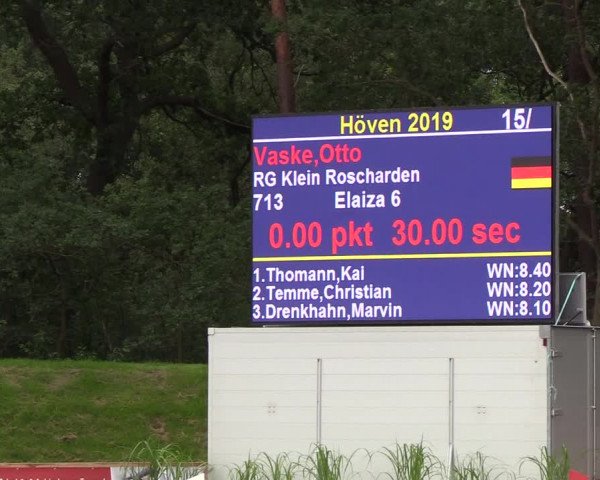 Höven 2019 15/
Vaske,Otto
RG Klein Roscharden
713 Elaiza 6
0.00 pkt 30.00 sec
1.Thomann,Kai WN:8.40
2.Temme,Christian WN:8.20
3.Drenkhahn,Marvin WN:8.10